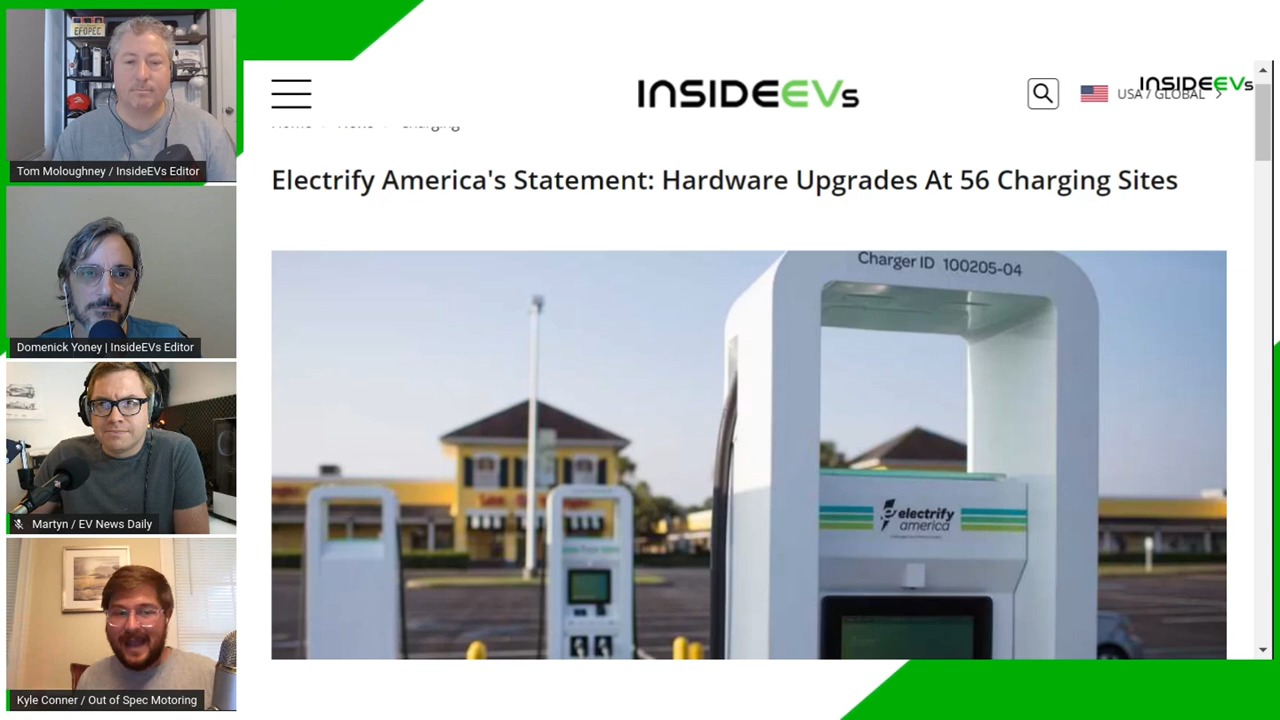 EFOPEC
Tom Moloughney / InsideEVs Editor
Domenick Yoney | InsideEVs Editor
Martyn / EV News Daily
Kyle Conner / Out of Spec Motoring
INSIDEEVs
USA / GLOBAL
INSIDEEVs
Charging
Electrify America's Statement: Hardware Upgrades At 56 Charging Sites
Charger ID 100205-04
electrify
america